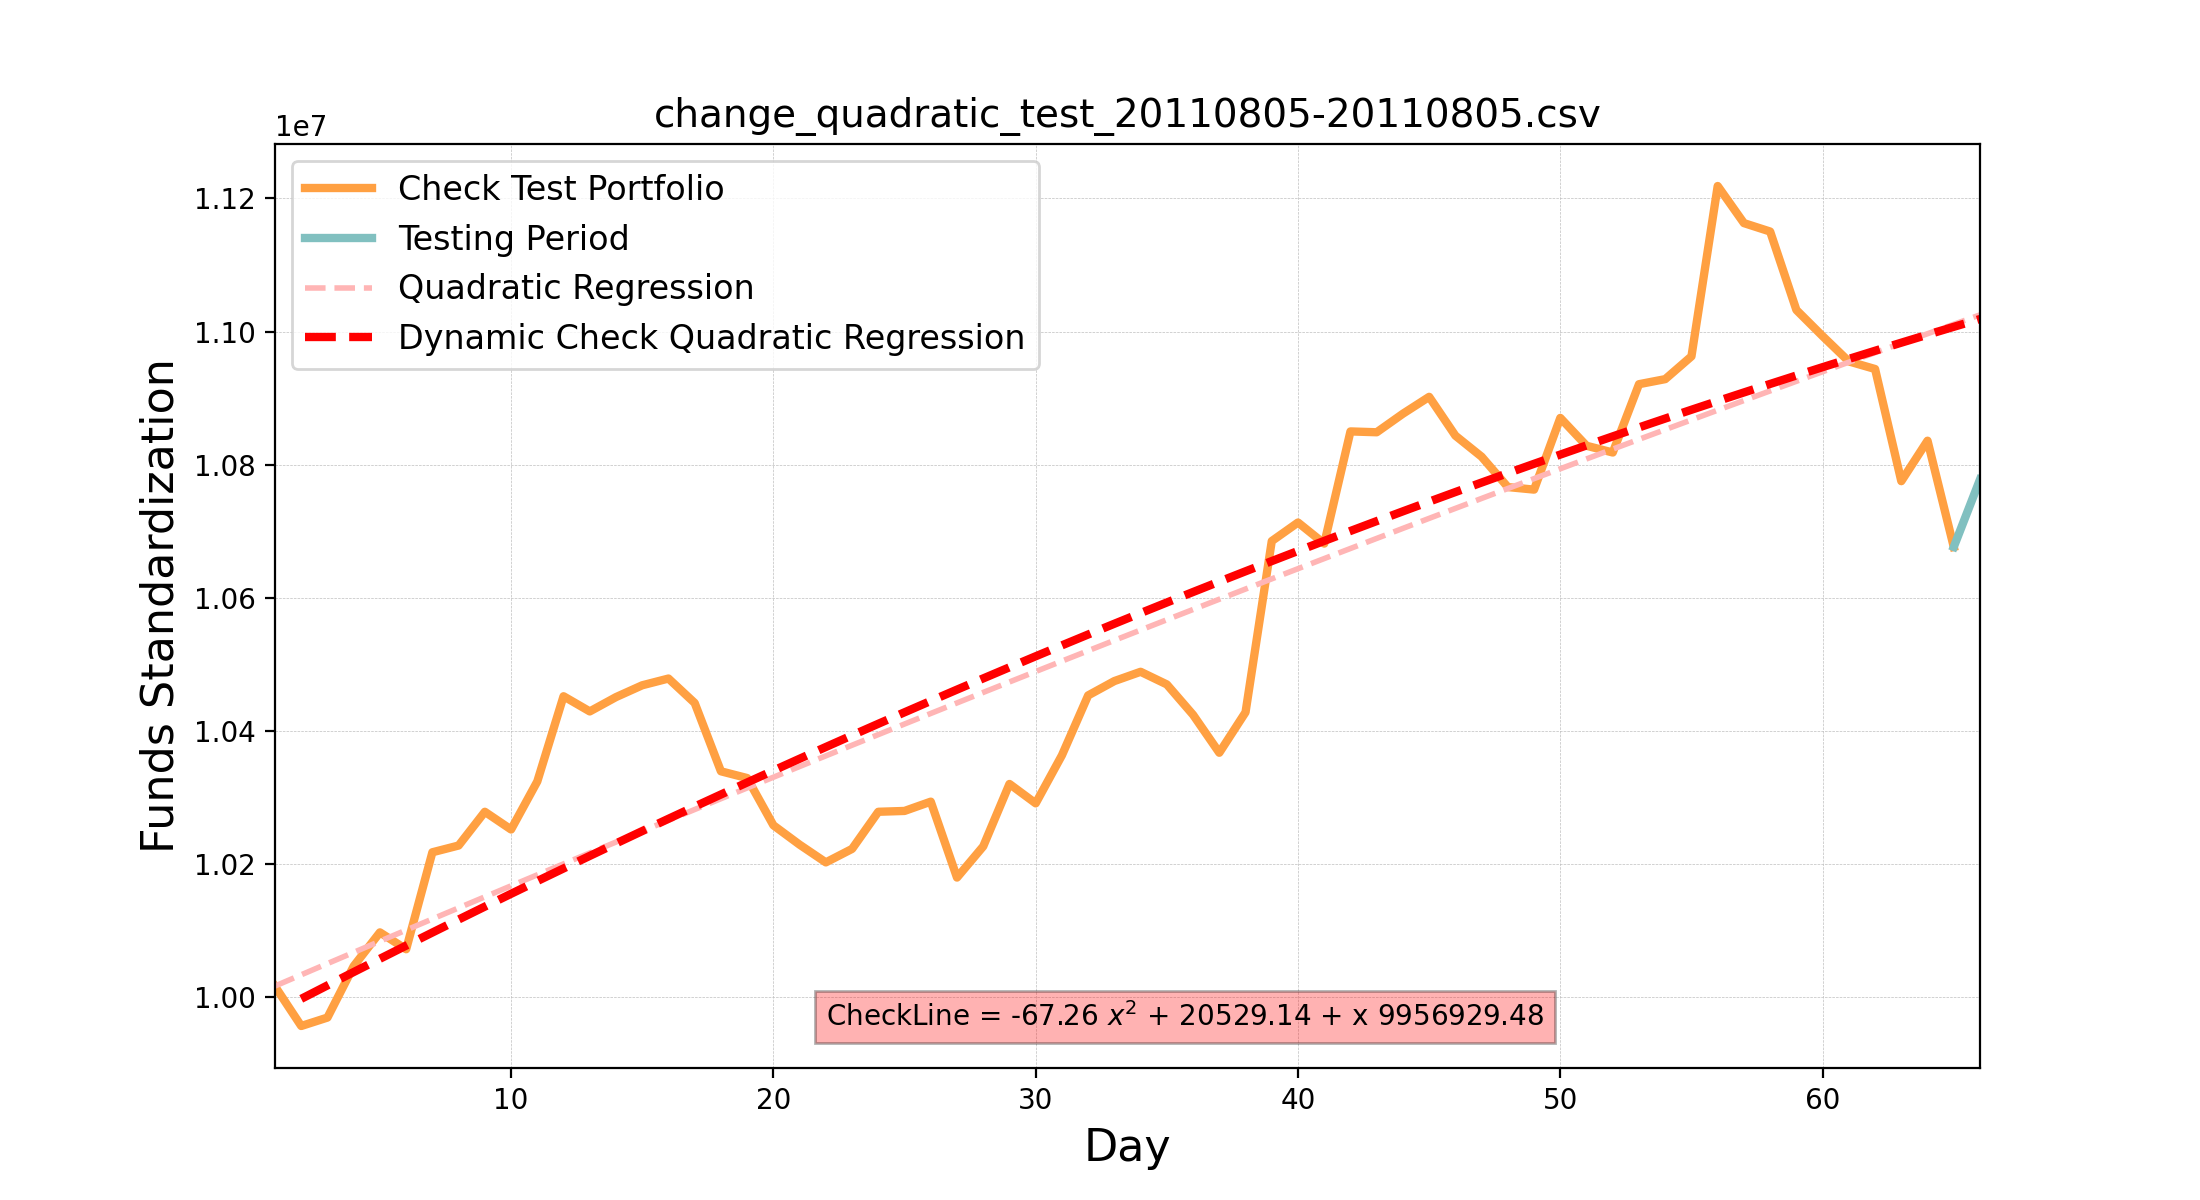 change_quadratic_test_20110805-20110805.csv
1e7
Check Test Portfolio
Testing Period
Quadratic Regression
Dynamic Check Quadratic Regression
1.12
1.10
1.08
1.06
1.04
1.02
1.00
Funds Standardization
CheckLine = -67.26 x² + 20529.14 + x 9956929.48
10 20 30 40 50 60
Day